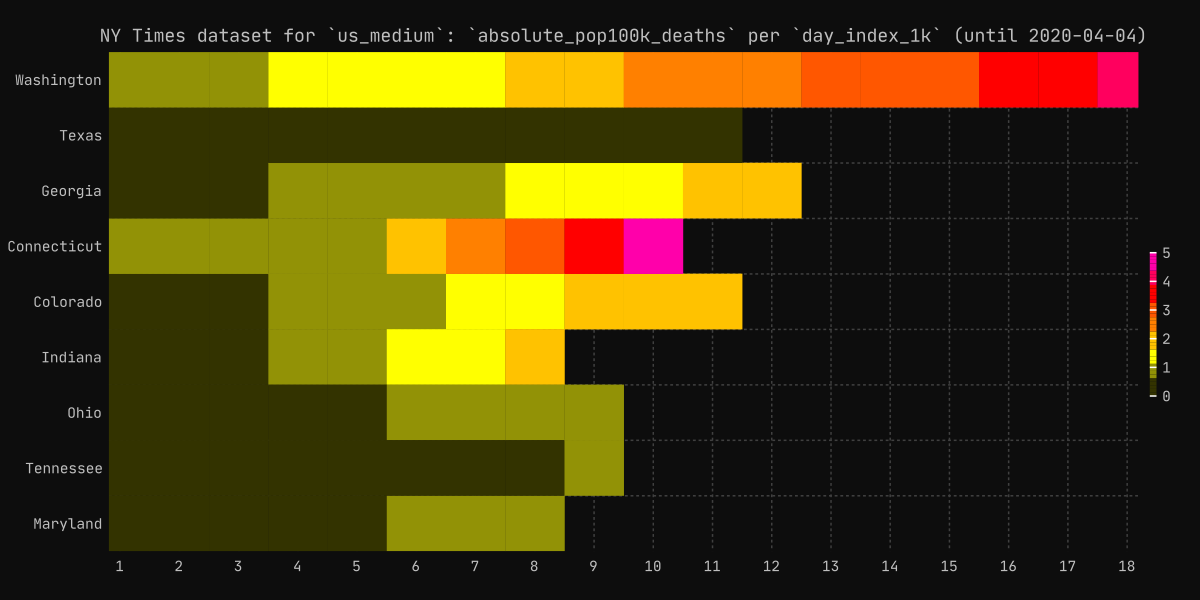 NY Times dataset for `us_medium`: `absolute_pop100k_deaths` per `day_index_1k` (until 2020-04-04)
Washington
Texas
Georgia
Connecticut
Colorado
Indiana
Ohio
Tennessee
Maryland
1 2 3 4 5 6 7 8 9 10 11 12 13 14 15 16 17 18
5
4
3
2
1
0